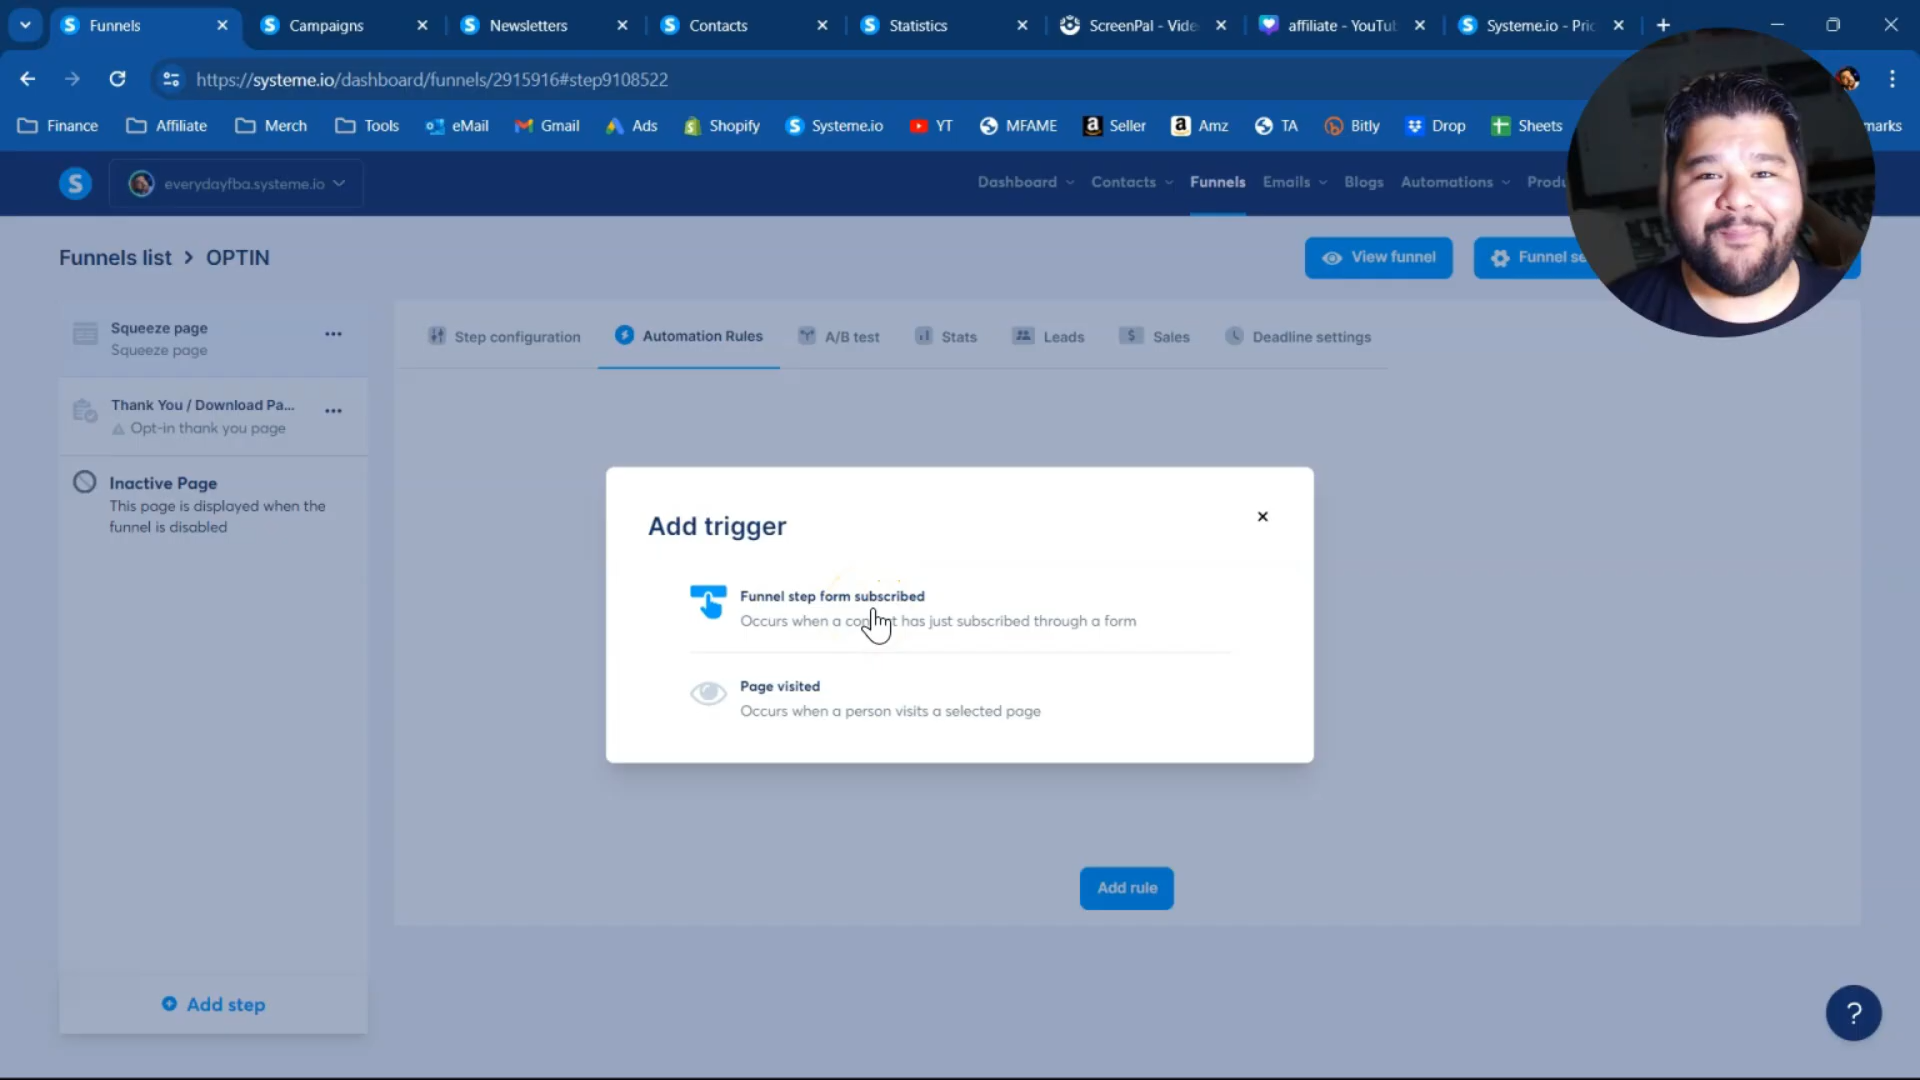 Funnels
Campaigns
Newsletters
Contacts
Statistics
ScreenPal - Vide
affiliate - YouTub
Systeme.io - Pric
https://systeme.io/dashboard/funnels/2915916#step9108522
Finance
Affiliate
Merch
Tools
eMail
Gmail
Ads
Shopify
Systeme.io
YT
MFAME
Seller
Amz
TA
Bitly
Drop
Sheets
marks
S
everydayfba.systeme.io
Dashboard
Contacts
Funnels
Emails
Blogs
Automations
Produ
Funnels list > OPTIN
View funnel
Funnel se
Squeeze page
Squeeze page
Thank You / Download Pa...
Opt-in thank you page
Inactive Page
This page is displayed when the
funnel is disabled
Add step
Step configuration
Automation Rules
A/B test
Stats
Leads
Sales
Deadline settings
Add trigger
Funnel step form subscribed
Occurs when a has just subscribed through a form
Page visited
Occurs when a person visits a selected page
Add rule
?